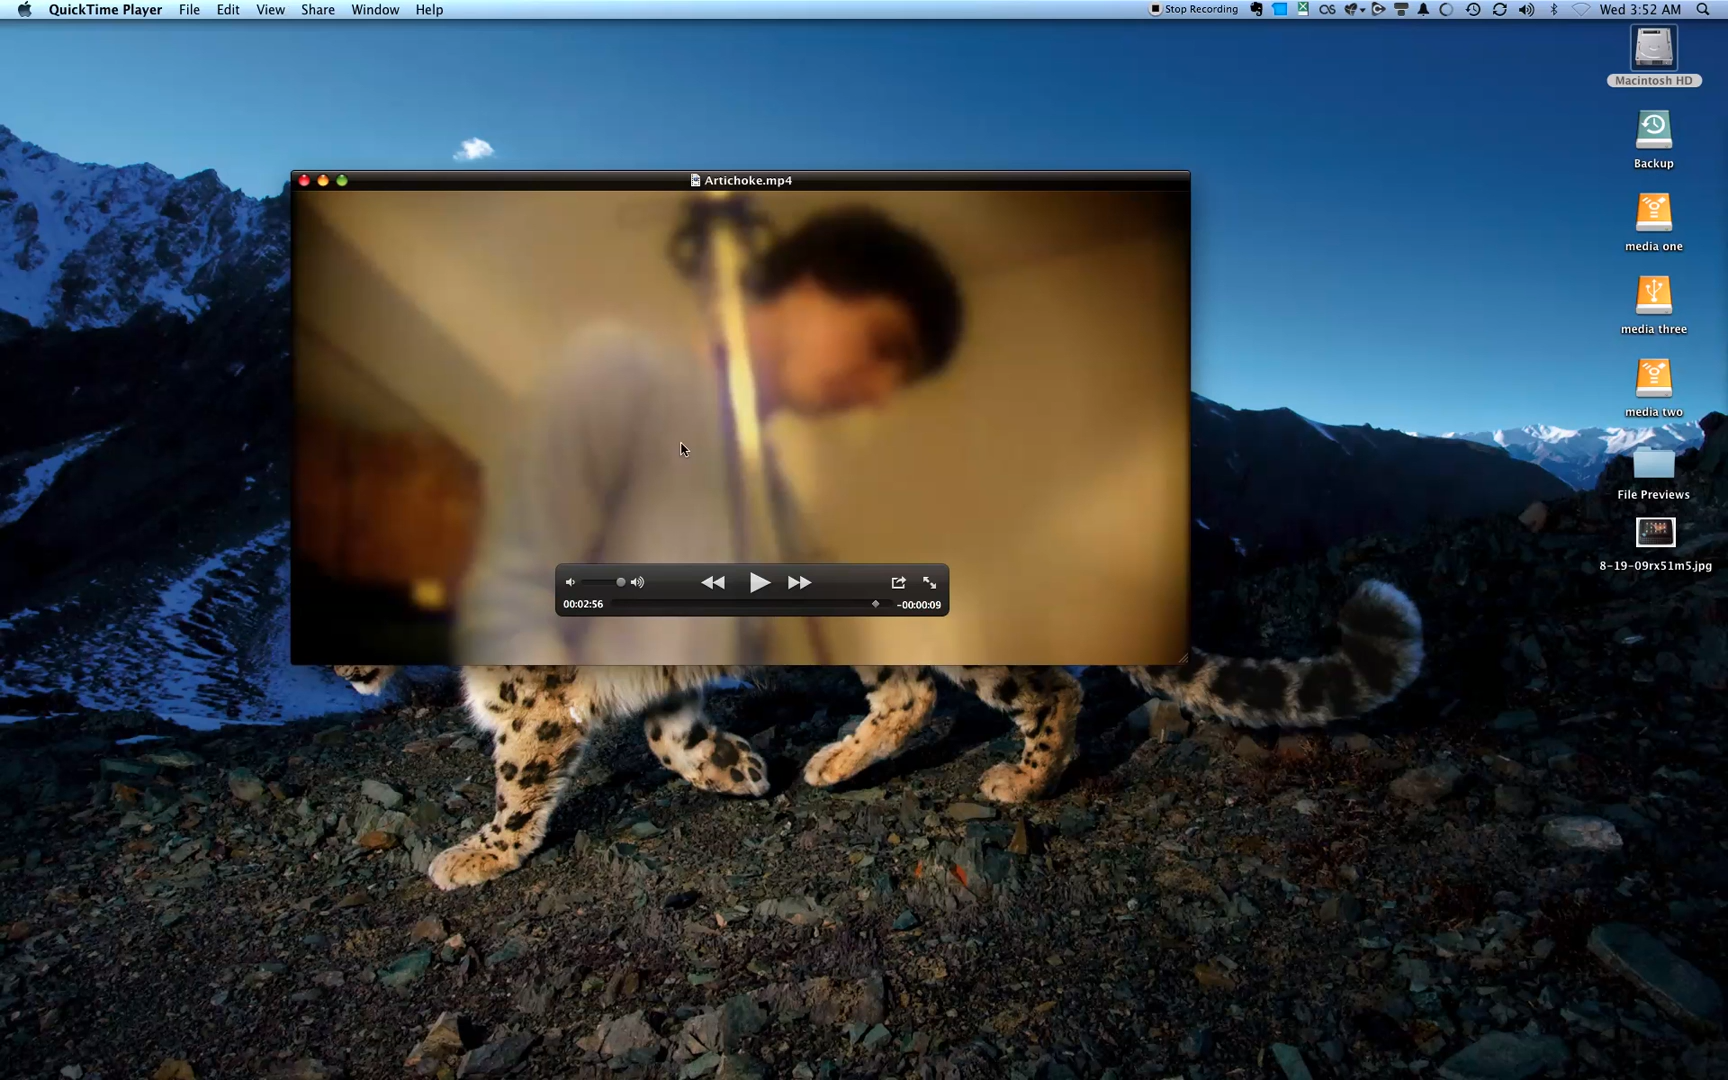 QuickTime Player File Edit View Share Window Help Stop Recording Wed 3:52 AM
Macintosh HD
Backup
media one
media three
media two
File Previews
8-19-09rx51m5.jpg
Artichoke.mp4
00:02:56 -00:00:09